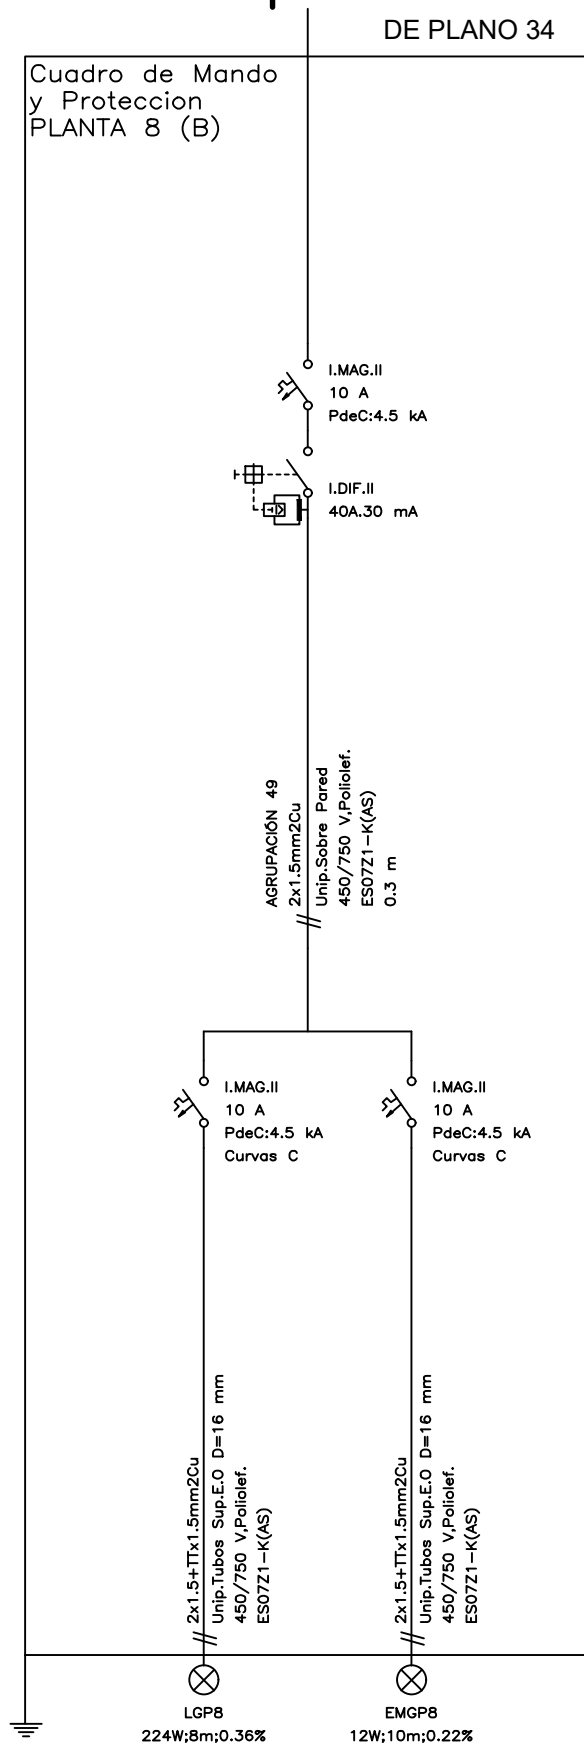 DE PLANO 34
Cuadro de Mando
y Proteccion
PLANTA 8 (B)
I.MAG.II
10 A
PdeC:4.5 kA
I.DIF.II
40A.30 mA
AGRUPACIÓN 49
2x1.5mm2Cu
Unip.Sobre Pared
450/750 V,Poliolef.
ES07Z1-K(AS)
0.3 m
I.MAG.II
10 A
PdeC:4.5 kA
Curvas C
I.MAG.II
10 A
PdeC:4.5 kA
Curvas C
2x1.5+TTx1.5mm2Cu
Unip.Tubos Sup.E.O D=16 mm
450/750 V,Poliolef.
ES07Z1-K(AS)
2x1.5+TTx1.5mm2Cu
Unip.Tubos Sup.E.O D=16 mm
450/750 V,Poliolef.
ES07Z1-K(AS)
LGP8
224W;8m;0.36%
EMGP8
12W;10m;0.22%